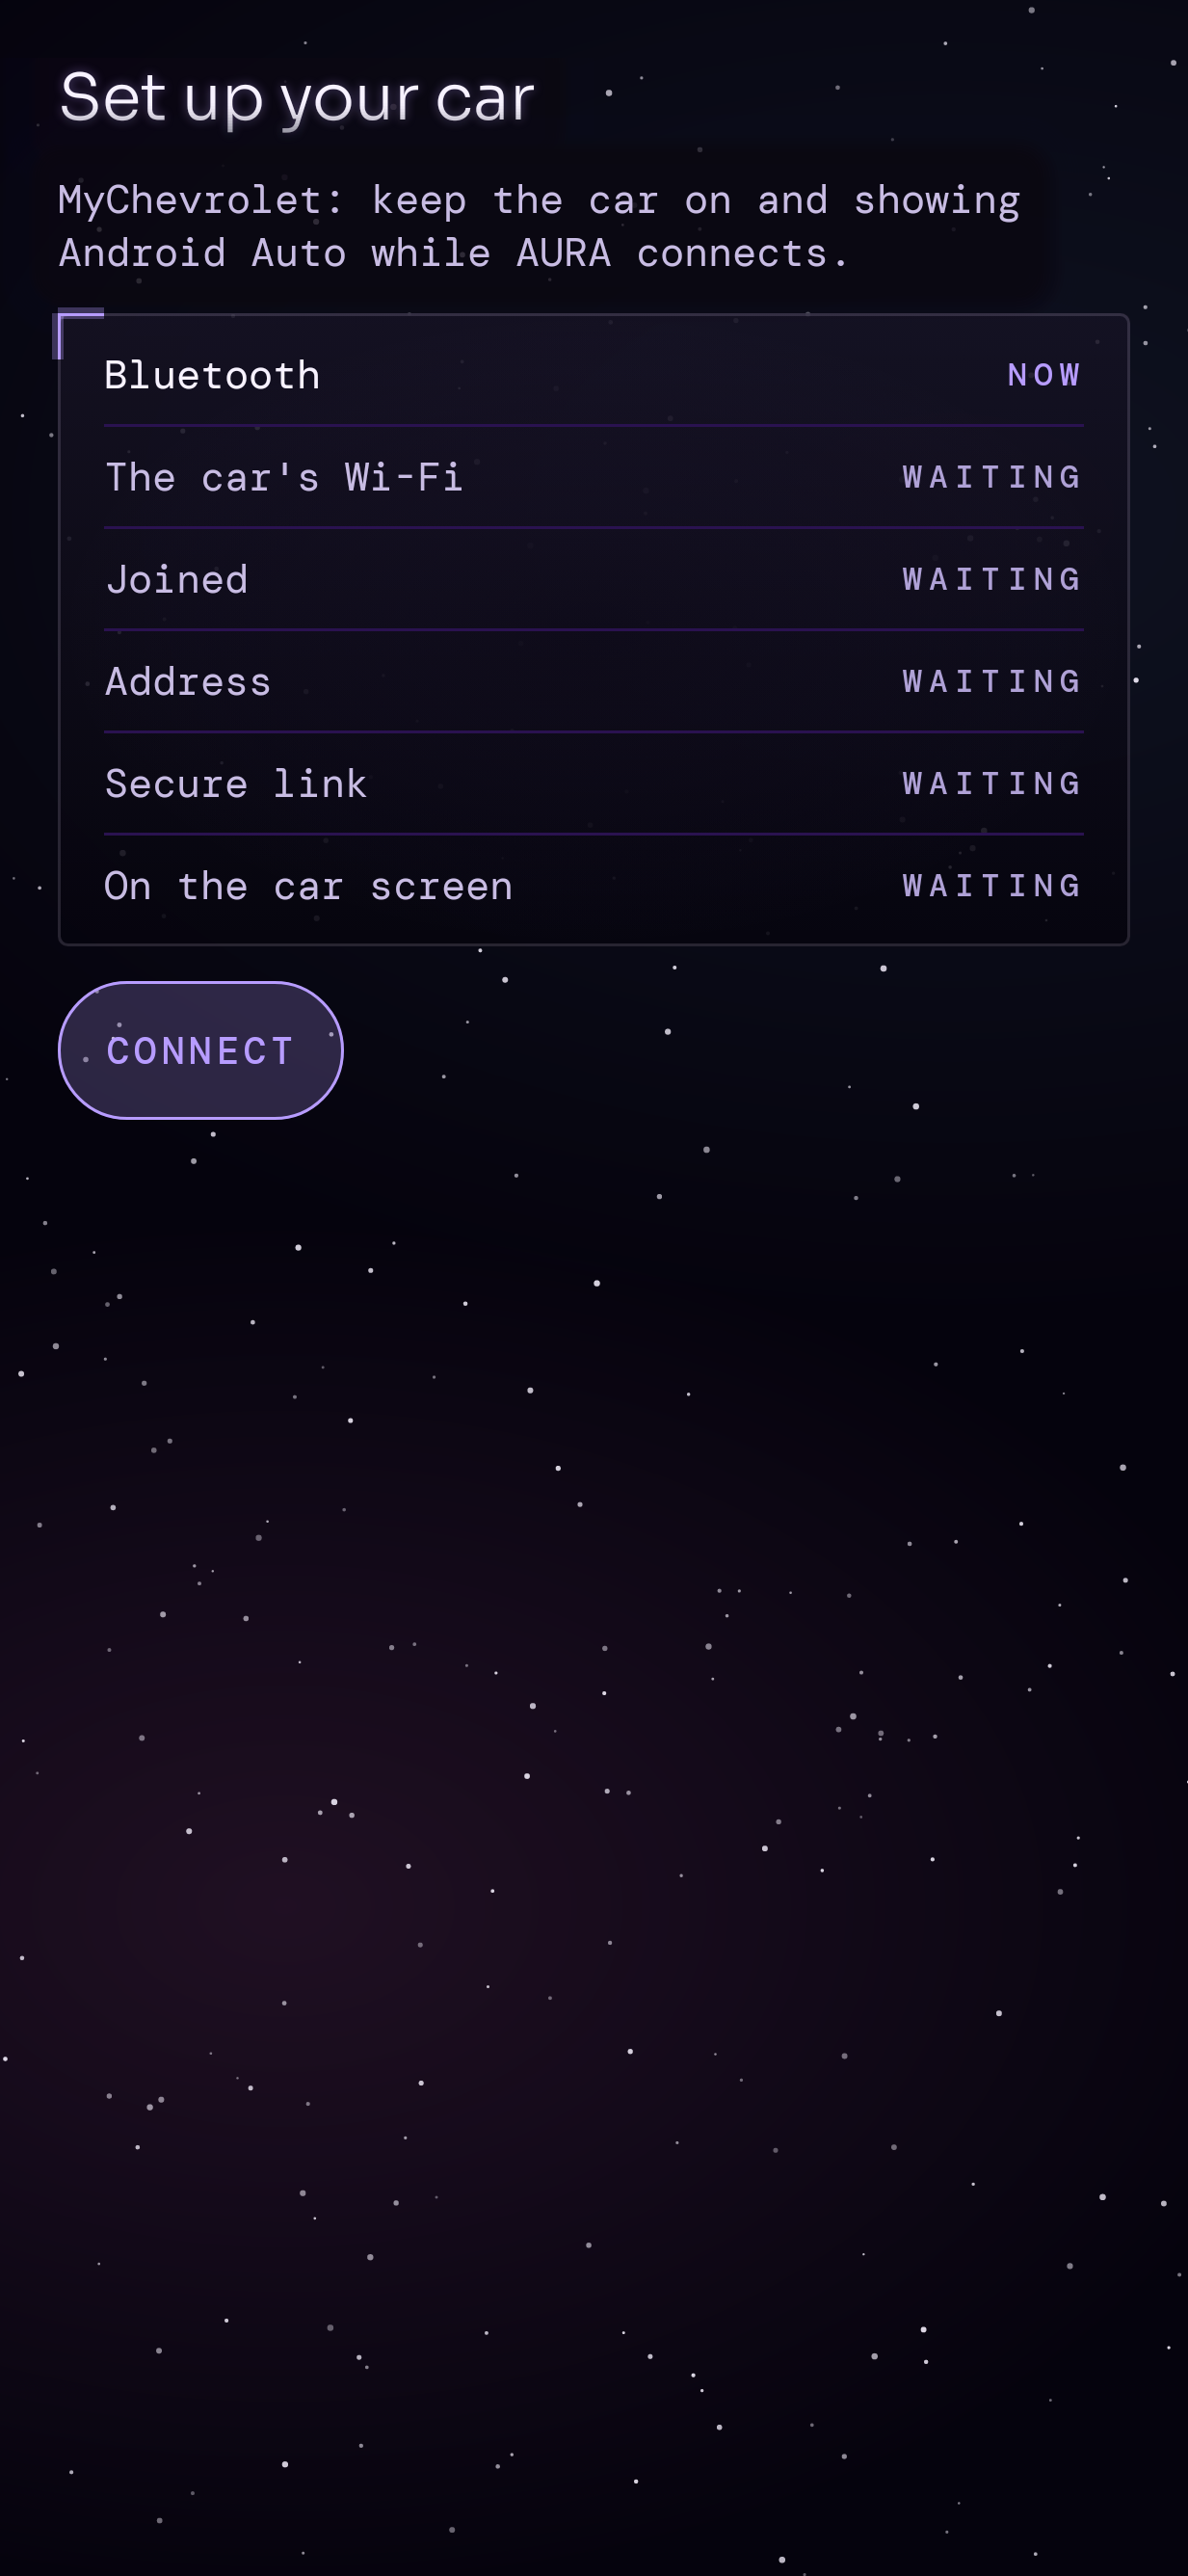 Set up your car
MyChevrolet: keep the car on and showing
Android Auto while AURA connects.
Bluetooth NOW
The car's Wi-Fi WAITING
Joined WAITING
Address WAITING
Secure link WAITING
On the car screen WAITING
CONNECT